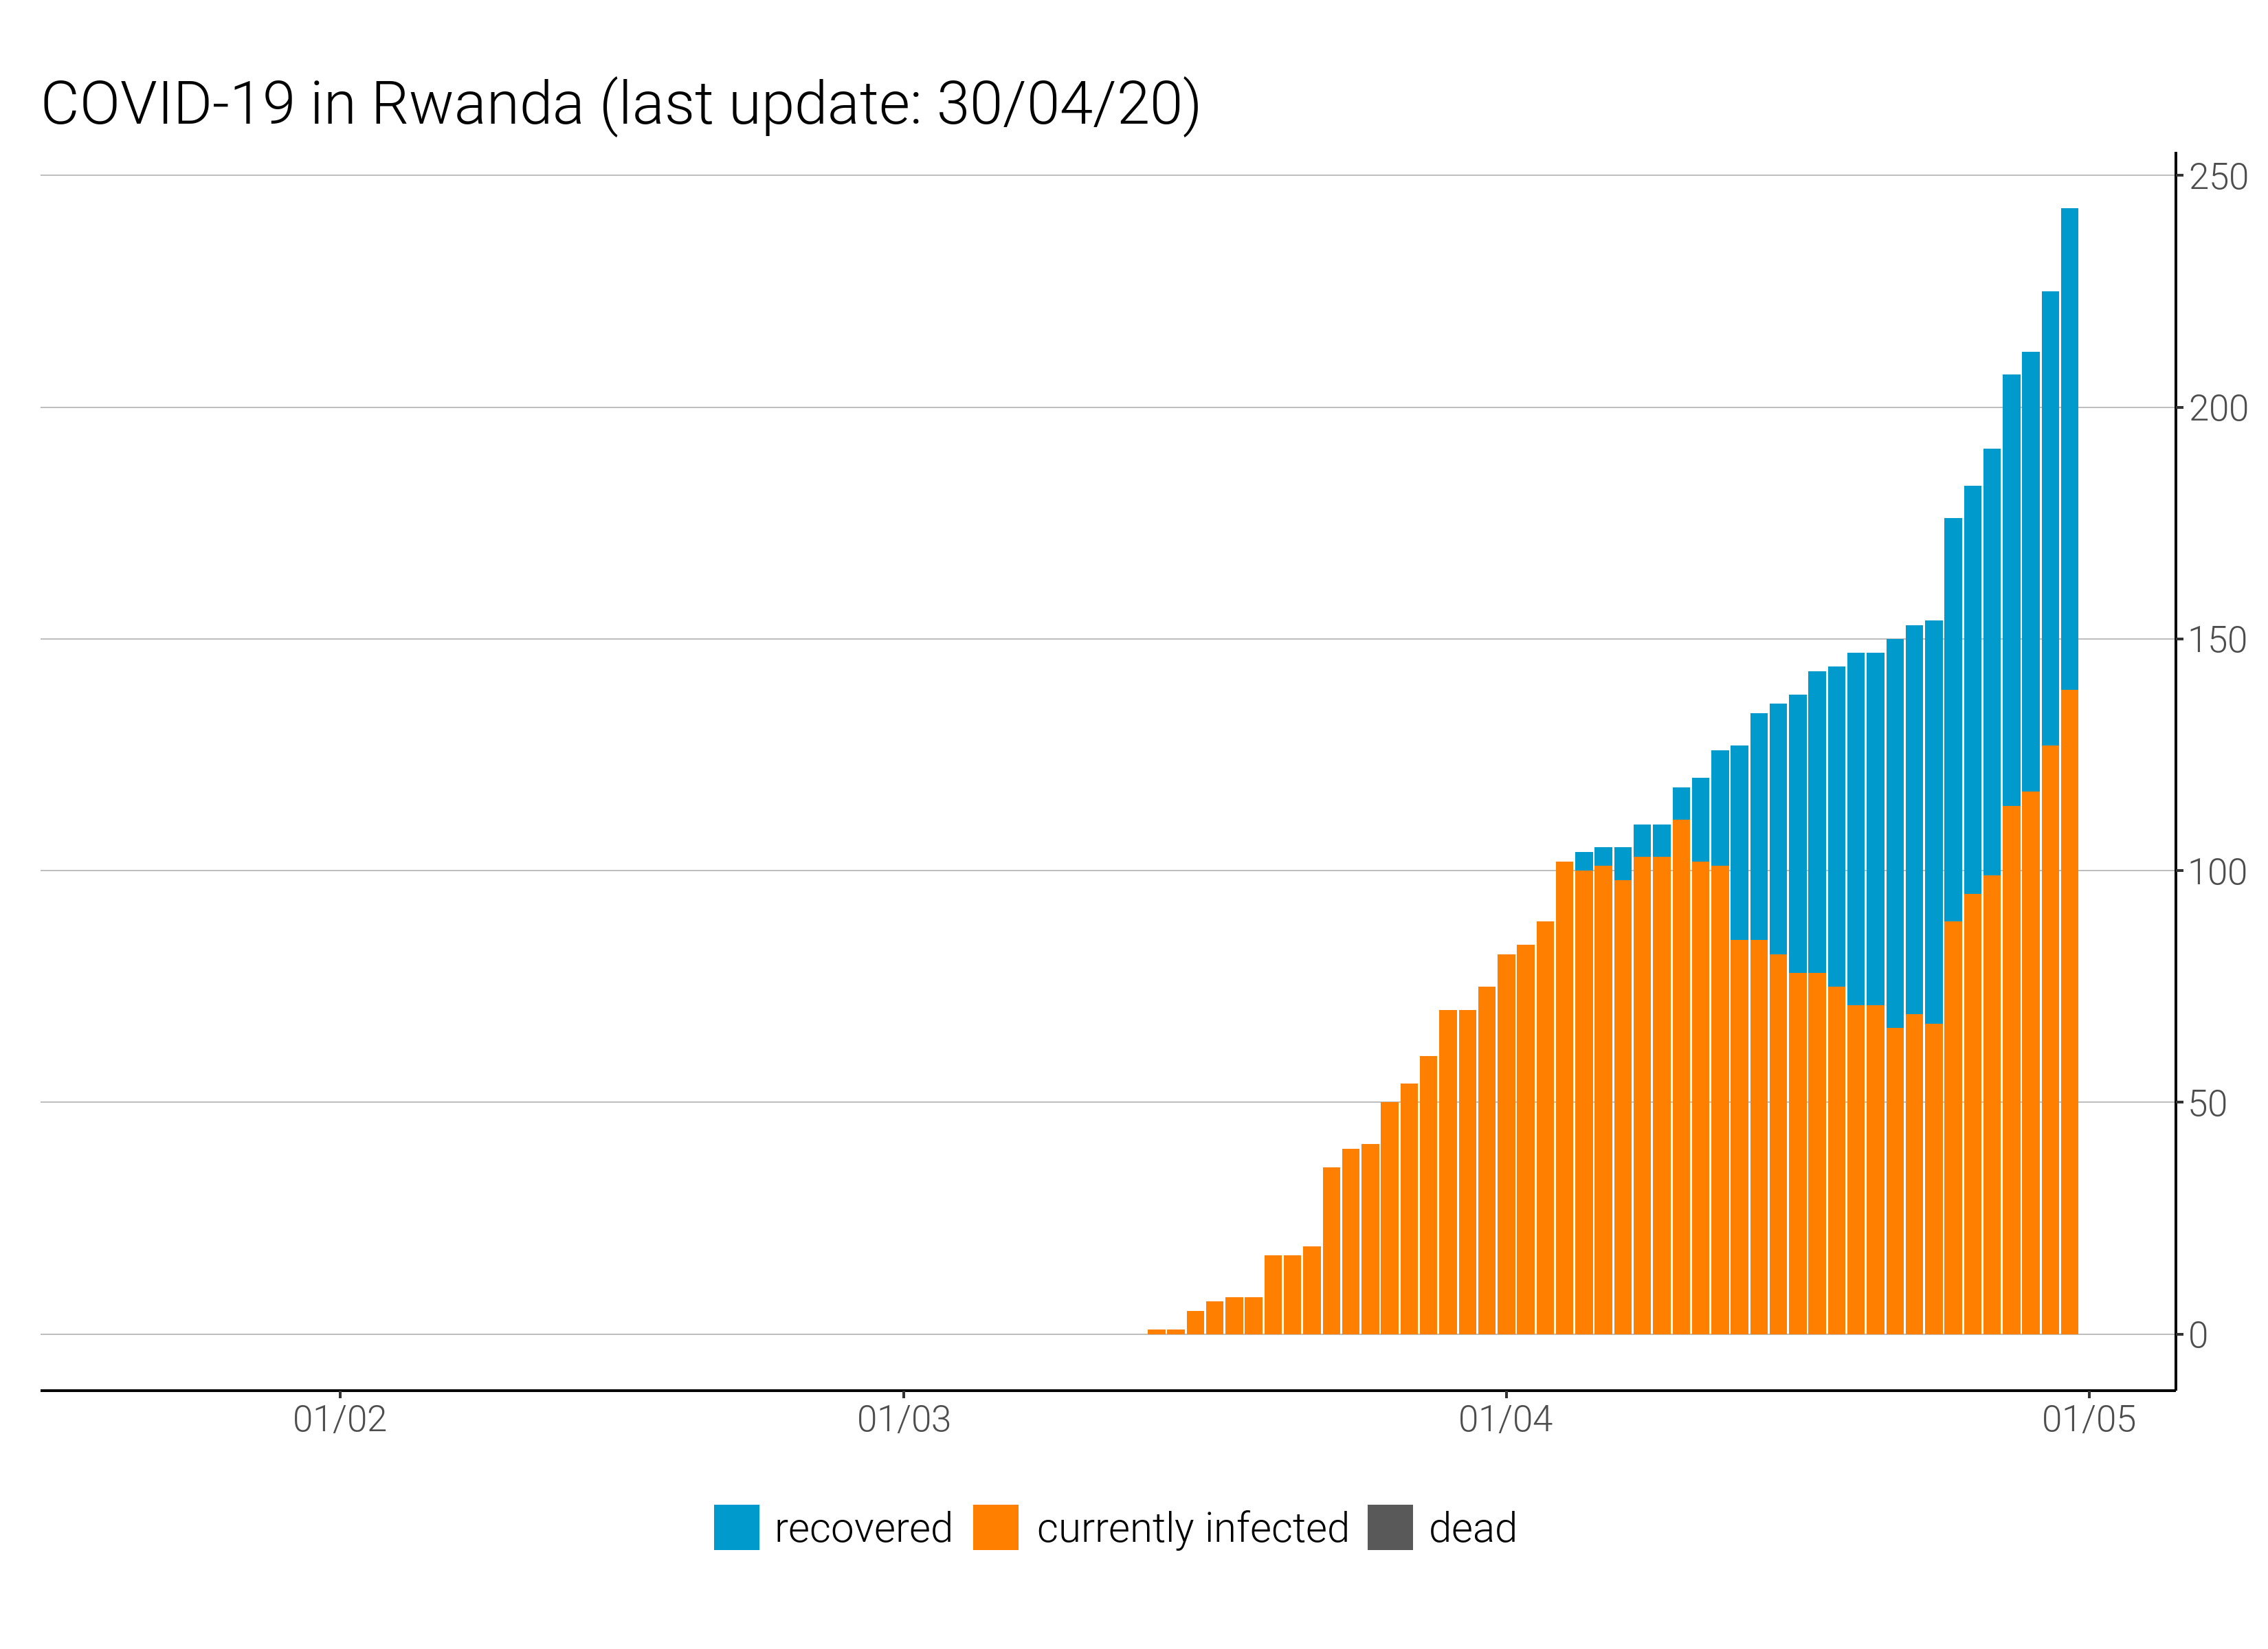 COVID-19 in Rwanda (last update: 30/04/20)
250
200
150
100
50
0
01/02 01/03 01/04 01/05
recovered currently infected dead